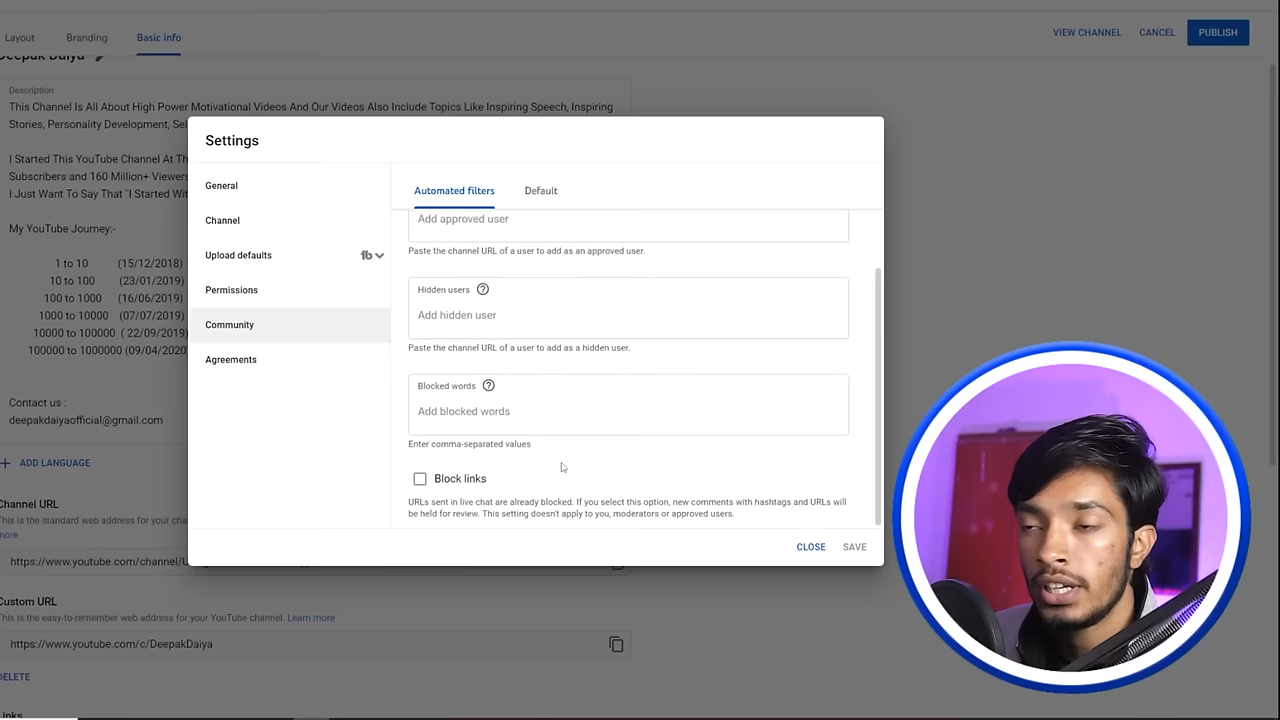 Layout
Branding
Basic info
VIEW CHANNEL
CANCEL
PUBLISH
Deepak Daiya
Description
This Channel Is All About High Power Motivational Videos And Our Videos Also Include Topics Like Inspiring Speech, Inspiring
Stories, Personality Development,
I Started This YouTube Channel At
Subscribers and 160 Million+ Viewers
I Just Want To Say That "I Started
My YouTube Journey:-
1 to 10 (15/12/2018)
10 to 100 (23/01/2019)
100 to 1000 (16/06/2019)
1000 to 10000 (07/07/2019)
10000 to 100000 ( 22/09/2019)
100000 to 1000000 (09/04/2020
Contact us :
deepakdaiyaofficial@gmail.com
ADD LANGUAGE
Channel URL
This is the standard web address for your
more
https://www.youtube.com/channel/
Custom URL
This is the easy-to-remember web address for your YouTube channel. Learn more
https://www.youtube.com/c/DeepakDaiya
DELETE
Links
Settings
General
Channel
Upload defaults
Permissions
Community
Agreements
Automated filters
Default
Add approved user
Paste the channel URL of a user to add as an approved user.
Hidden users
Add hidden user
Paste the channel URL of a user to add as a hidden user.
Blocked words
Add blocked words
Enter comma-separated values
Block links
URLs sent in live chat are already blocked. If you select this option, new comments with hashtags and URLs will
be held for review. This setting doesn't apply to you, moderators or approved users.
CLOSE
SAVE